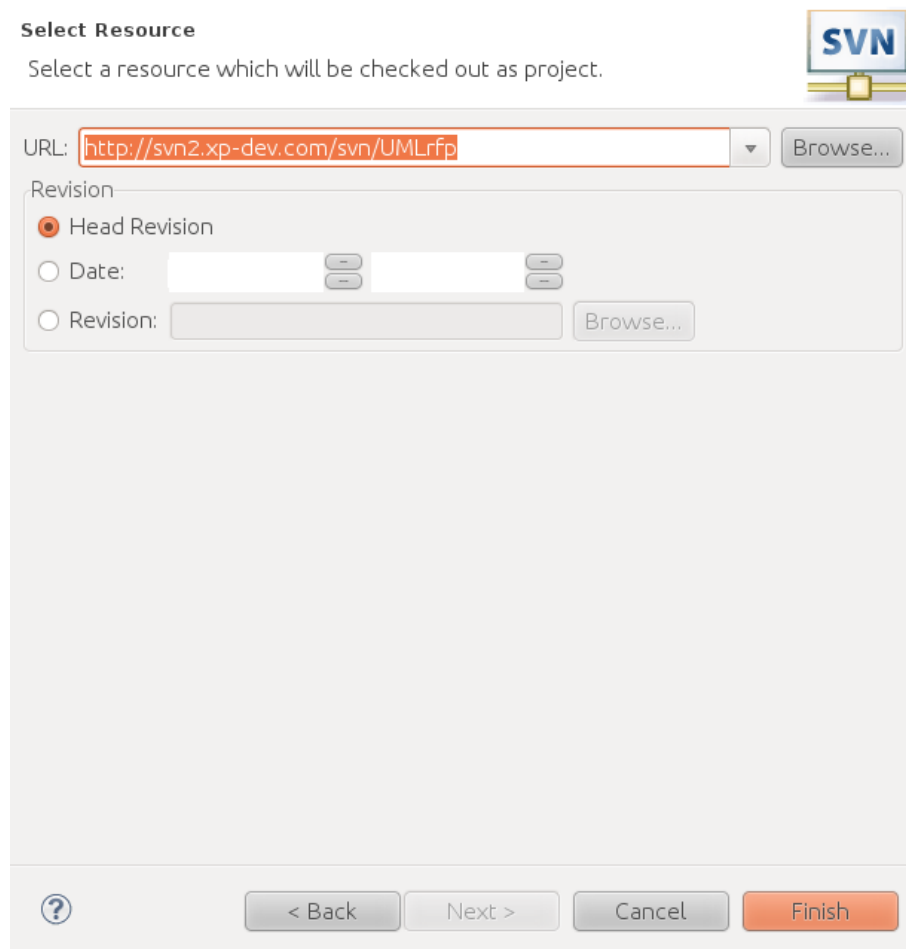 Select Resource
Select a resource which will be checked out as project.
SVN
URL: http://svn2.xp-dev.com/svn/UMLrfp Browse...
Revision
Head Revision
Date:
Revision: Browse...
? < Back Next > Cancel Finish